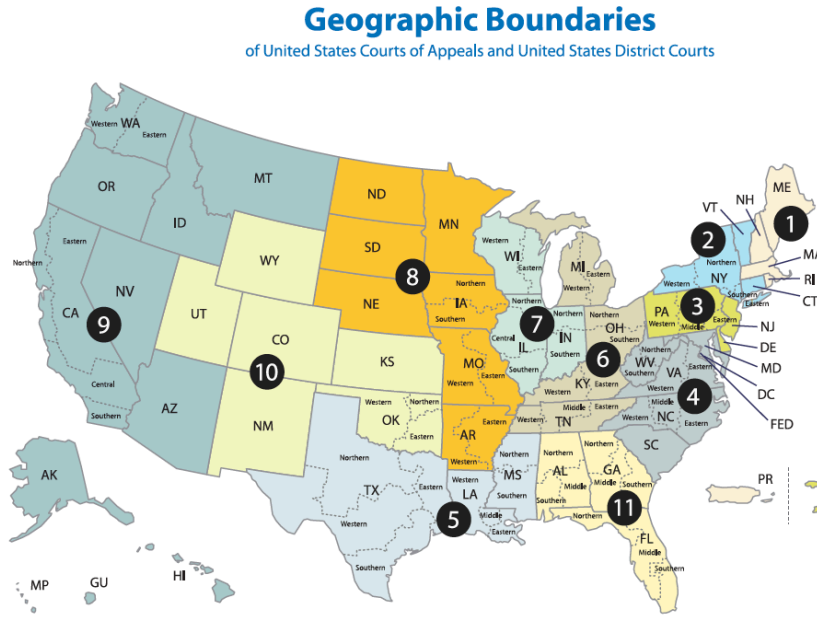 Geographic Boundaries
of United States Courts of Appeals and United States District Courts
Western WA Eastern
MT
ND
MN
ME
OR
ID
VT
NH
1
2
Eastern
Northern
SD
Western
WI
Eastern
MI
Eastern
Western
Northern
NY
Western
MA
RI
Southern
Eastern
CT
WY
8
Northern
IA
Southern
NE
NV
CA
9
UT
CO
10
Northern
7
Central
IL
Southern
Northern
IN
Southern
Northern
OH
Southern
6
PA
3
Western
Middle
Eastern
NJ
DE
MD
DC
FED
Northern
WV
Southern
VA
Eastern
Western
4
KS
MO
Western
Eastern
KY
Western
Eastern
Central
Southern
AZ
NM
Western
Northern
OK
Eastern
Eastern
AR
Western
Western
Middle
Eastern
TN
Western
Middle
NC
Eastern
SC
AK
Northern
TX
Eastern
Western
Southern
Western
LA
Middle
Eastern
5
Northern
MS
Southern
Northern
AL
Middle
Southern
Northern
GA
Middle
Southern
11
Northern
FL
Middle
Southern
PR
MP
GU
HI